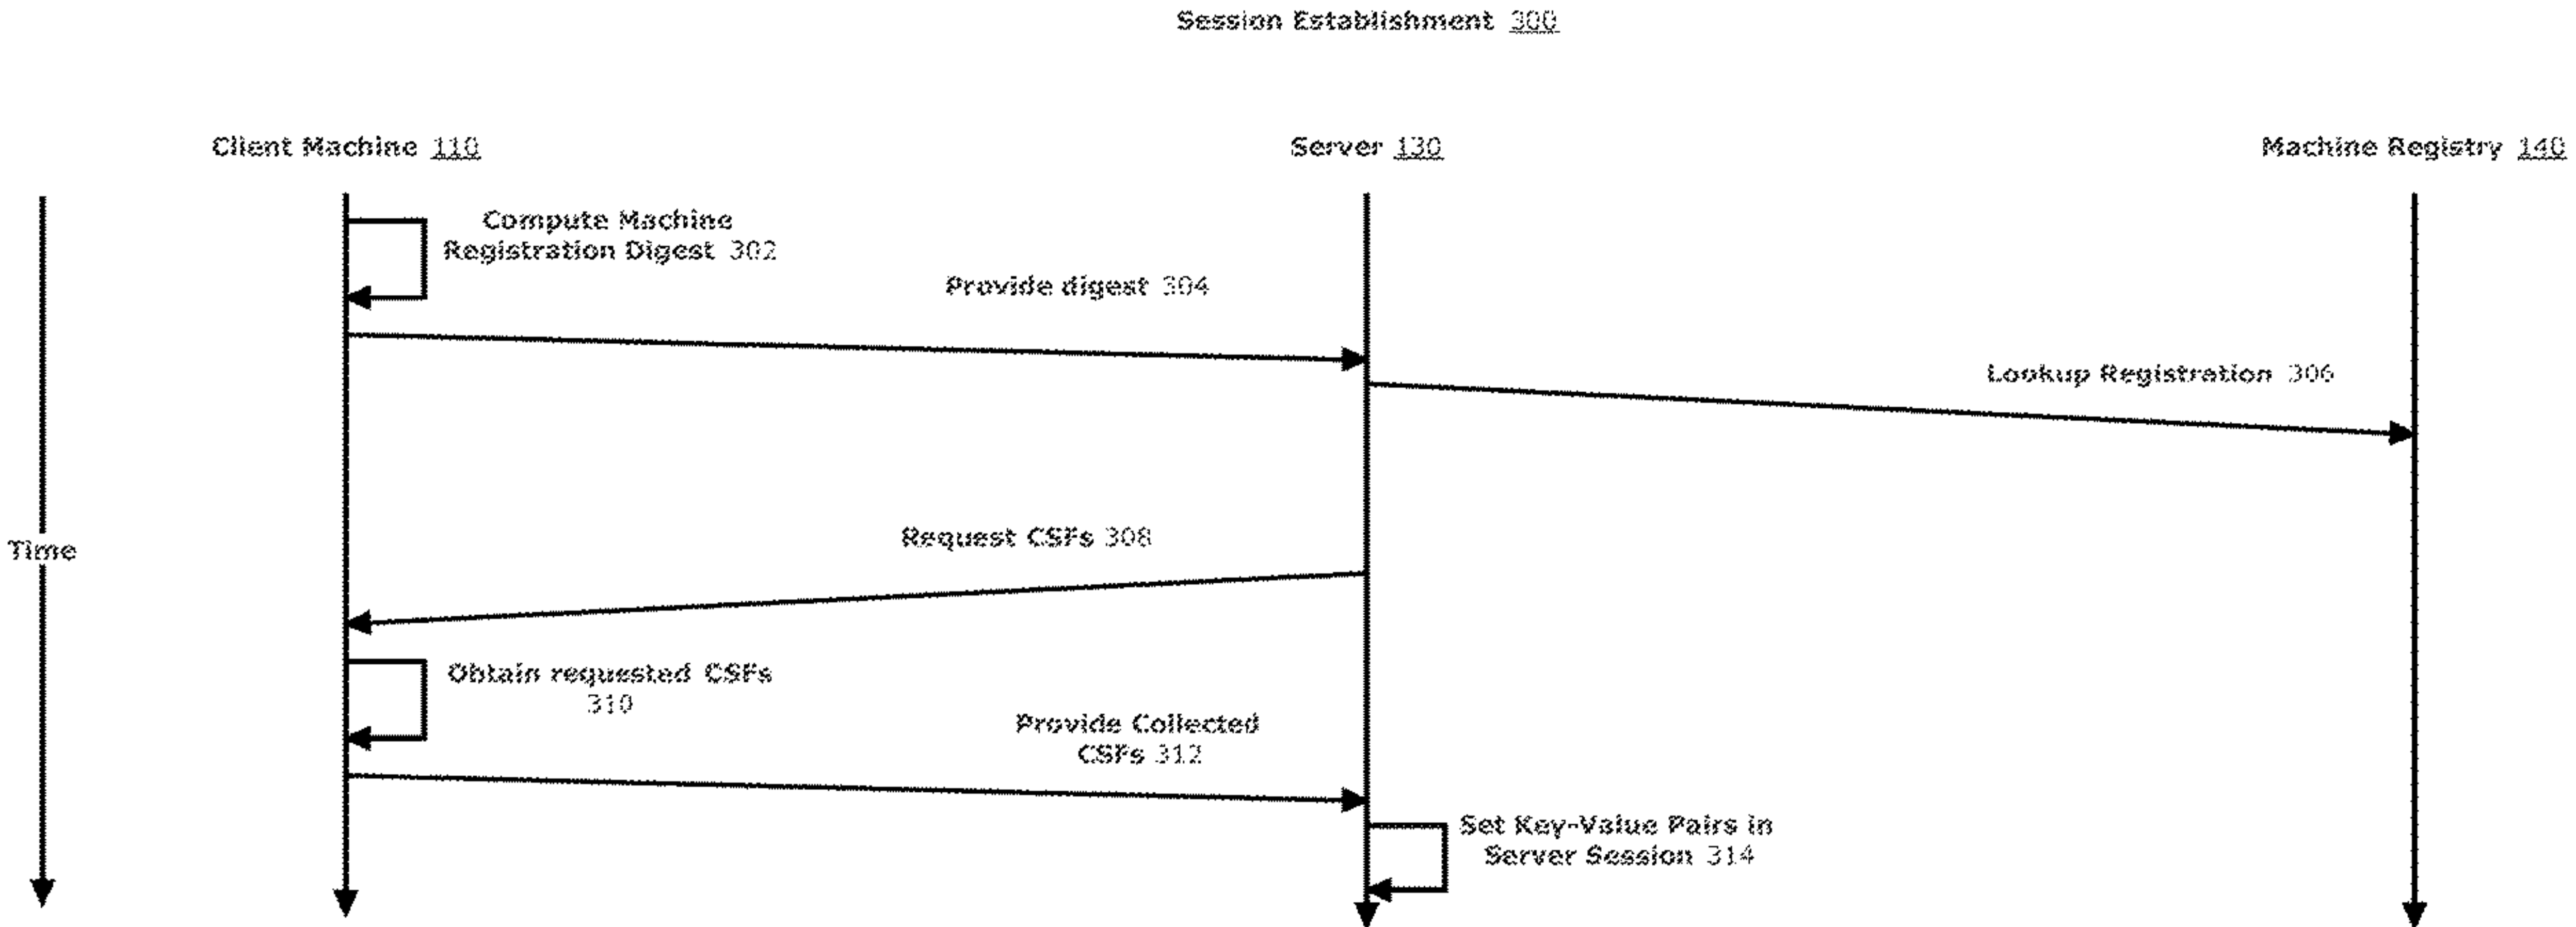 Session Establishment 300
Client Machine 110
Server 130
Machine Registry 140
Compute Machine
Registration Digest 302
Provide digest 304
Lookup Registration 306
Request CSFs 308
Time
Obtain requested CSFs
310
Provide Collected
CSFs 312
Set Key-Value Pairs in
Server Session 314